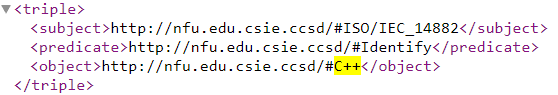 <triple>
<subject>http://nfu.edu.csie.ccsd/#ISO/IEC_14882</subject>
<predicate>http://nfu.edu.csie.ccsd/#Identify</predicate>
<object>http://nfu.edu.csie.ccsd/#C++</object>
</triple>